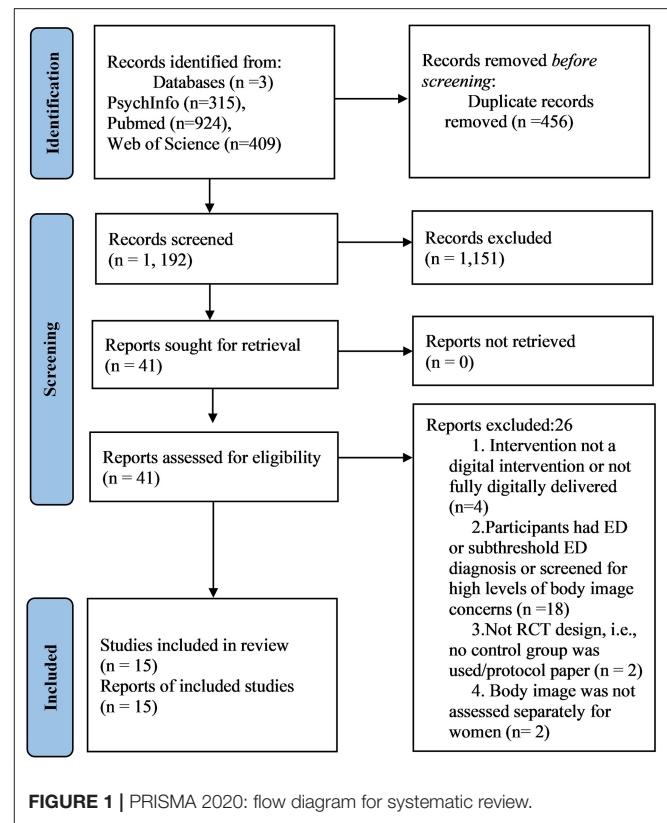 Identification
Records identified from:
Databases (n =3)
PsychInfo (n=315),
Pubmed (n=924),
Web of Science (n=409)
Records removed before
screening:
Duplicate records
removed (n =456)
Screening
Records screened
(n = 1, 192)
Records excluded
(n = 1,151)
Reports sought for retrieval
(n = 41)
Reports not retrieved
(n = 0)
Reports assessed for eligibility
(n = 41)
Reports excluded:26
1. Intervention not a
digital intervention or not
fully digitally delivered
(n=4)
2.Participants had ED
or subthreshold ED
diagnosis or screened for
high levels of body image
concerns (n =18)
3.Not RCT design, i.e.,
no control group was
used/protocol paper (n = 2)
4. Body image was not
assessed separately for
women (n= 2)
Included
Studies included in review
(n = 15)
Reports of included studies
(n = 15)
FIGURE 1 | PRISMA 2020: flow diagram for systematic review.